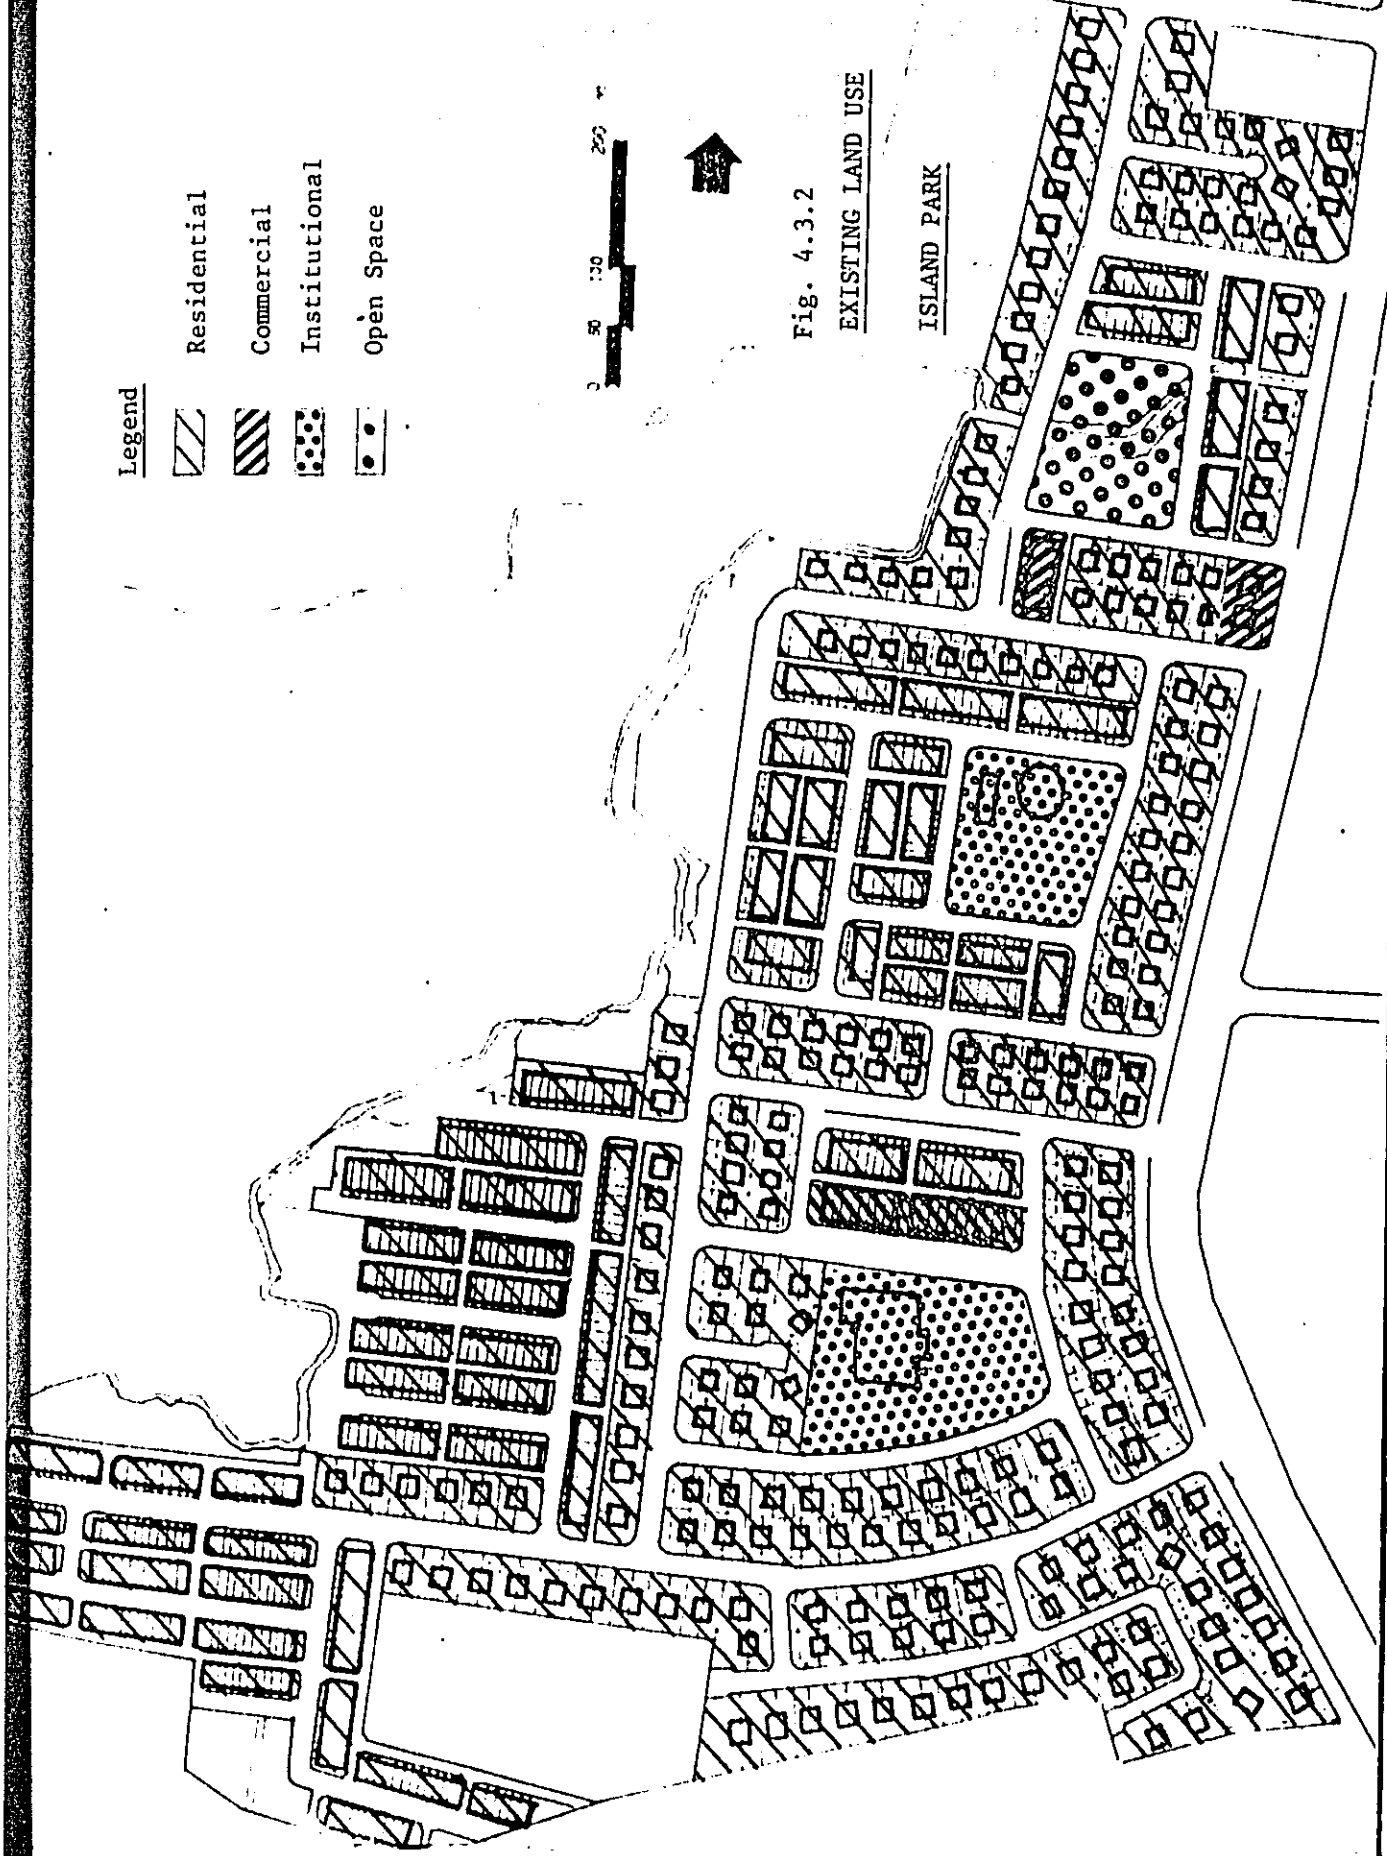 Legend
Residential
Commercial
Institutional
Open Space
0 50 100 200 m
Fig. 4.3.2
EXISTING LAND USE
ISLAND PARK